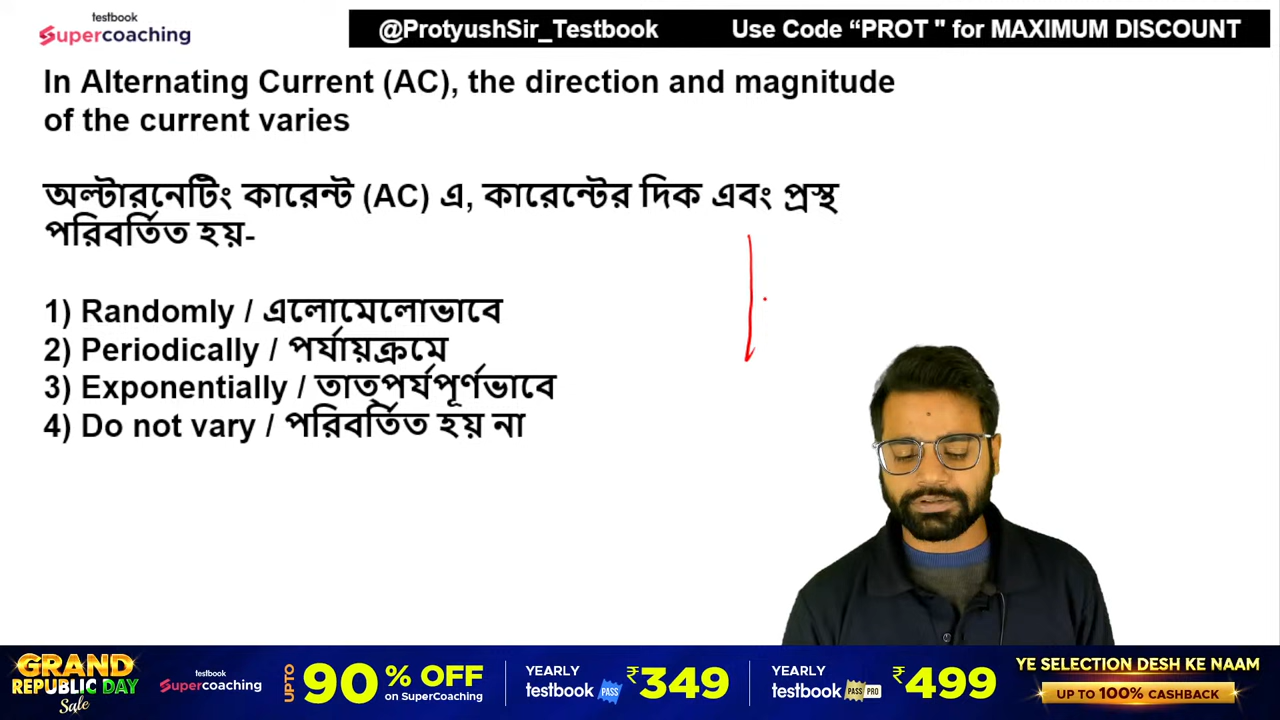 testbook
Supercoaching
@ProtyushSir_Testbook Use Code “PROT " for MAXIMUM DISCOUNT
In Alternating Current (AC), the direction and magnitude
of the current varies
অল্টারনেটিং কারেন্ট (AC) এ, কারেন্টের দিক এবং প্রস্থ
পরিবর্তিত হয়-
1) Randomly / এলোমেলোভাবে
2) Periodically / পর্যায়ক্রমে
3) Exponentially / তাত্পর্যপূর্ণভাবে
4) Do not vary / পরিবর্তিত হয় না
GRAND
REPUBLIC DAY
Sale
testbook
Supercoaching
UPTO 90% OFF
on SuperCoaching
YEARLY
testbook PASS
₹349
YEARLY
testbook PASS PRO
₹499
YE SELECTION DESH KE NAAM
UP TO 100% CASHBACK